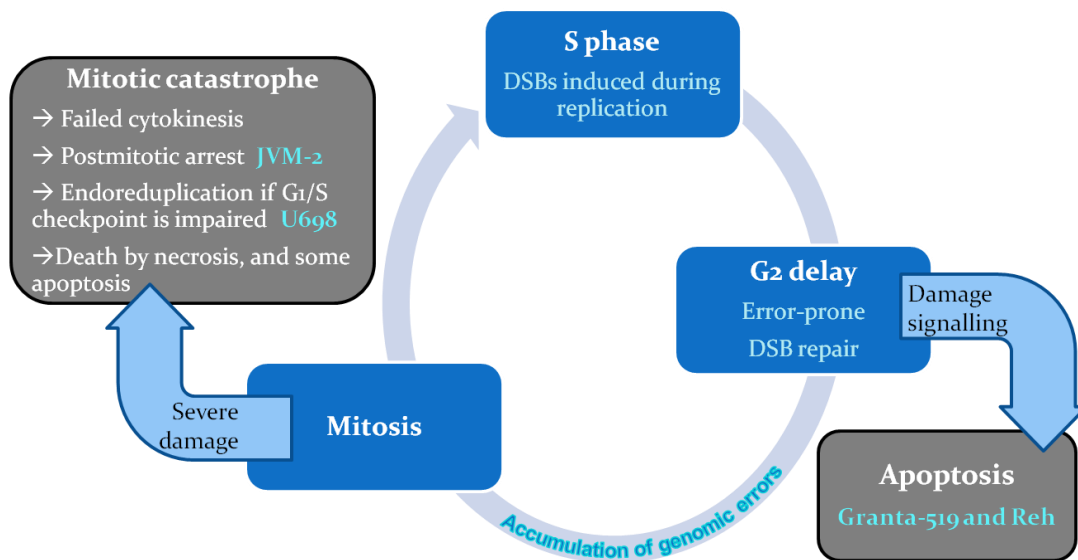 S phase
DSBs induced during
replication
Mitotic catastrophe
→ Failed cytokinesis
→ Postmitotic arrest JVM-2
→ Endoreduplication if G1/S
checkpoint is impaired U698
→Death by necrosis, and some
apoptosis
G2 delay
Error-prone
DSB repair
Damage
signalling
Severe
damage
Mitosis
Accumulation of genomic errors
Apoptosis
Granta-519 and Reh